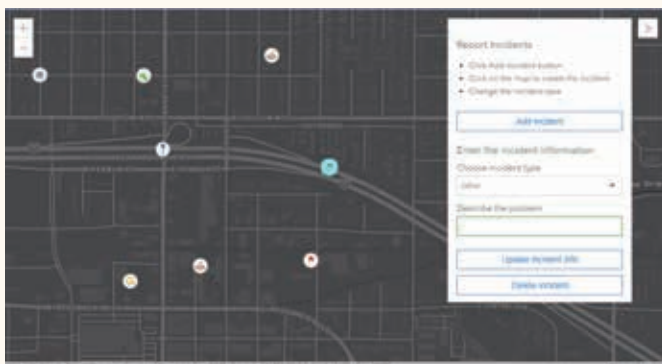 Report Incidents
Click Add Incident button
Click on the map to create the incident
Change the incident type
Add Incident
Enter the incident information
Choose incident type
Other
Describe the problem
Update incident info
Delete incident